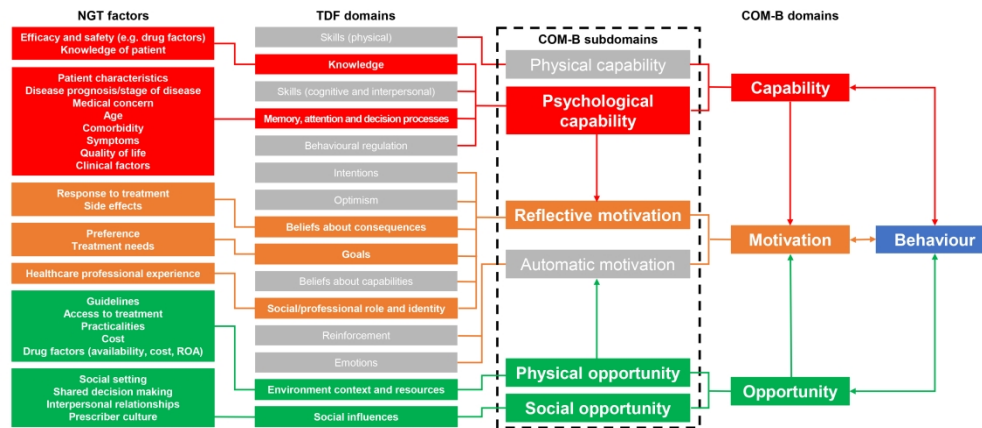 NGT factors
Efficacy and safety (e.g. drug factors)
Knowledge of patient
Patient characteristics
Disease prognosis/stage of disease
Medical concern
Age
Comorbidity
Symptoms
Quality of life
Clinical factors
Response to treatment
Side effects
Preference
Treatment needs
Healthcare professional experience
Guidelines
Access to treatment
Practicalities
Cost
Drug factors (availability, cost, ROA)
Social setting
Shared decision making
Interpersonal relationships
Prescriber culture
TDF domains
Skills (physical)
Knowledge
Skills (cognitive and interpersonal)
Memory, attention and decision processes
Behavioural regulation
Intentions
Optimism
Beliefs about consequences
Goals
Beliefs about capabilities
Social/professional role and identity
Reinforcement
Emotions
Environment context and resources
Social influences
COM-B subdomains
Physical capability
Psychological
capability
Reflective motivation
Automatic motivation
Physical opportunity
Social opportunity
COM-B domains
Capability
Motivation
Opportunity
Behaviour